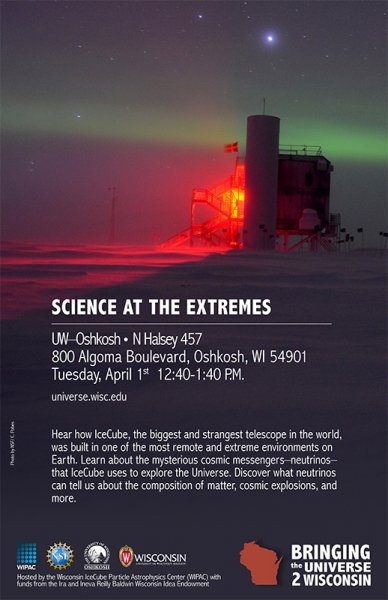 SCIENCE AT THE EXTREMES
UW–Oshkosh • N Halsey 457
800 Algoma Boulevard, Oshkosh, WI 54901
Tuesday, April 1st 12:40-1:40 P.M.
universe.wisc.edu
Hear how IceCube, the biggest and strangest telescope in the world,
was built in one of the most remote and extreme environments on
Earth. Learn about the mysterious cosmic messengers—neutrinos—
that IceCube uses to explore the Universe. Discover what neutrinos
can tell us about the composition of matter, cosmic explosions, and
more.
WIPAC
OSHKOSH
WISCONSIN
Hosted by the Wisconsin IceCube Particle Astrophysics Center (WIPAC) with
funds from the Ira and Ineva Reilly Baldwin Wisconsin Idea Endowment
BRINGING
the UNIVERSE
2 WISCONSIN